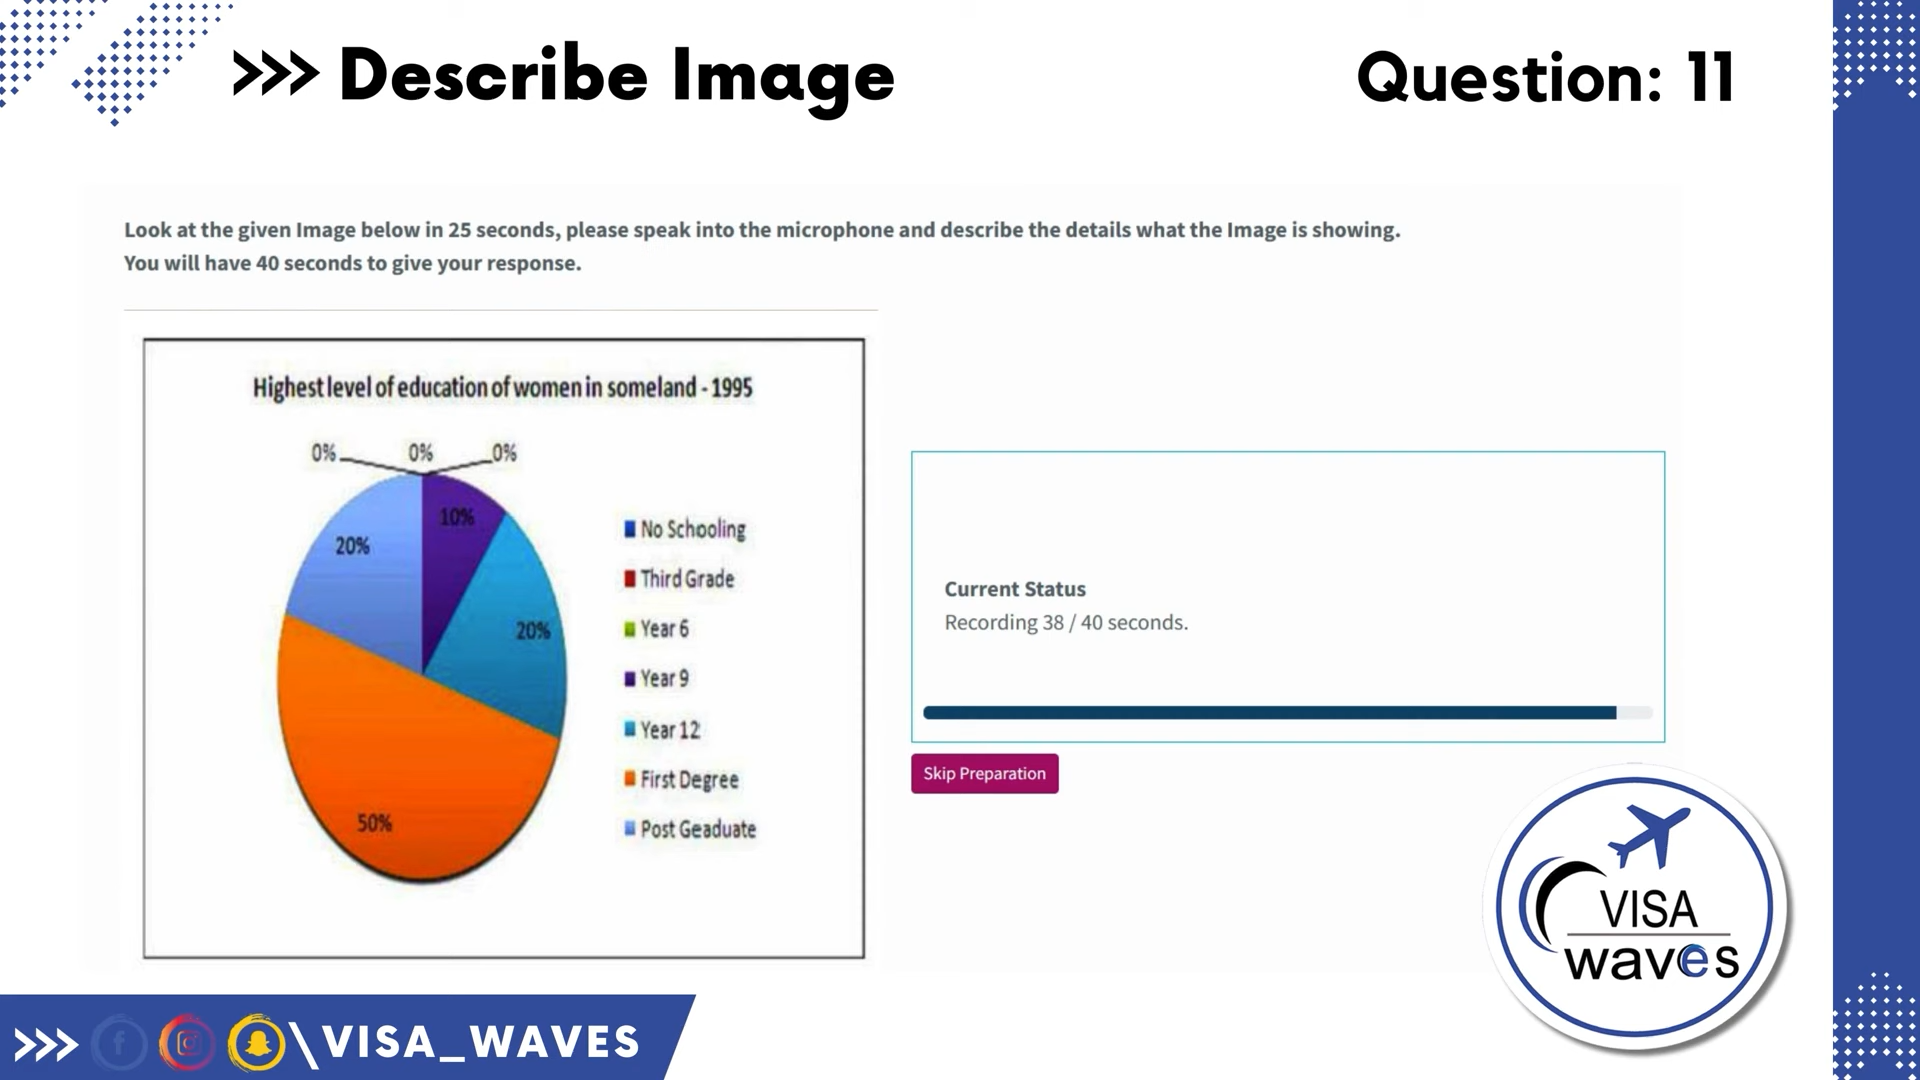 >>> Describe Image
Question: 11
Look at the given Image below in 25 seconds, please speak into the microphone and describe the details what the Image is showing.
You will have 40 seconds to give your response.
Highest level of education of women in someland - 1995
0% 0% 0%
10%
20%
20%
50%
No Schooling
Third Grade
Year 6
Year 9
Year 12
First Degree
Post Geaduate
Current Status
Recording 38 / 40 seconds.
Skip Preparation
VISA
waves
>>> \VISA_WAVES